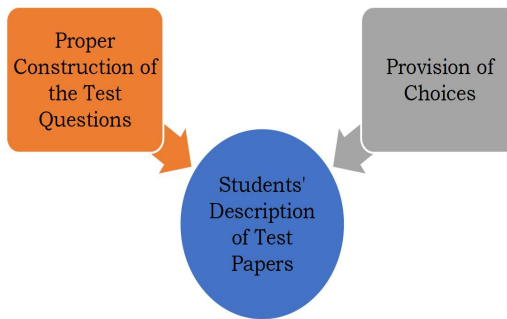 Proper
Construction of
the Test
Questions
Provision of
Choices
Students'
Description
of Test
Papers